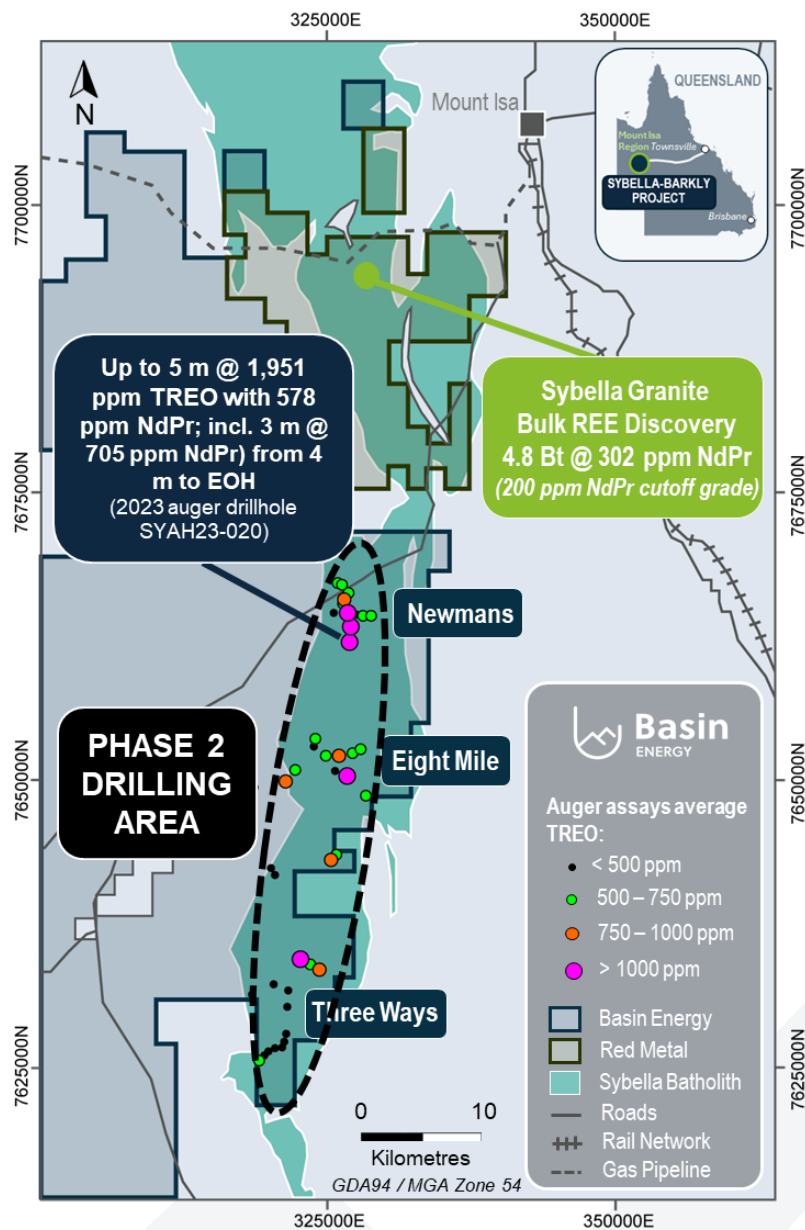 325000E
350000E
N
Mount Isa
QUEENSLAND
Mount Isa
Region
Townsville
SYBELLA-BARKLY
PROJECT
Brisbane
7700000N
7700000N
Up to 5 m @ 1,951
ppm TREO with 578
ppm NdPr; incl. 3 m @
705 ppm NdPr) from 4
m to EOH
(2023 auger drillhole
SYAH23-020)
Sybella Granite
Bulk REE Discovery
4.8 Bt @ 302 ppm NdPr
(200 ppm NdPr cutoff grade)
7675000N
7675000N
Newmans
PHASE 2
DRILLING
AREA
Eight Mile
7650000N
7650000N
Three Ways
7625000N
7625000N
Basin
ENERGY
Auger assays average
TREO:
< 500 ppm
500 – 750 ppm
750 – 1000 ppm
> 1000 ppm
Basin Energy
Red Metal
Sybella Batholith
Roads
Rail Network
Gas Pipeline
0 10
Kilometres
GDA94 / MGA Zone 54
325000E
350000E